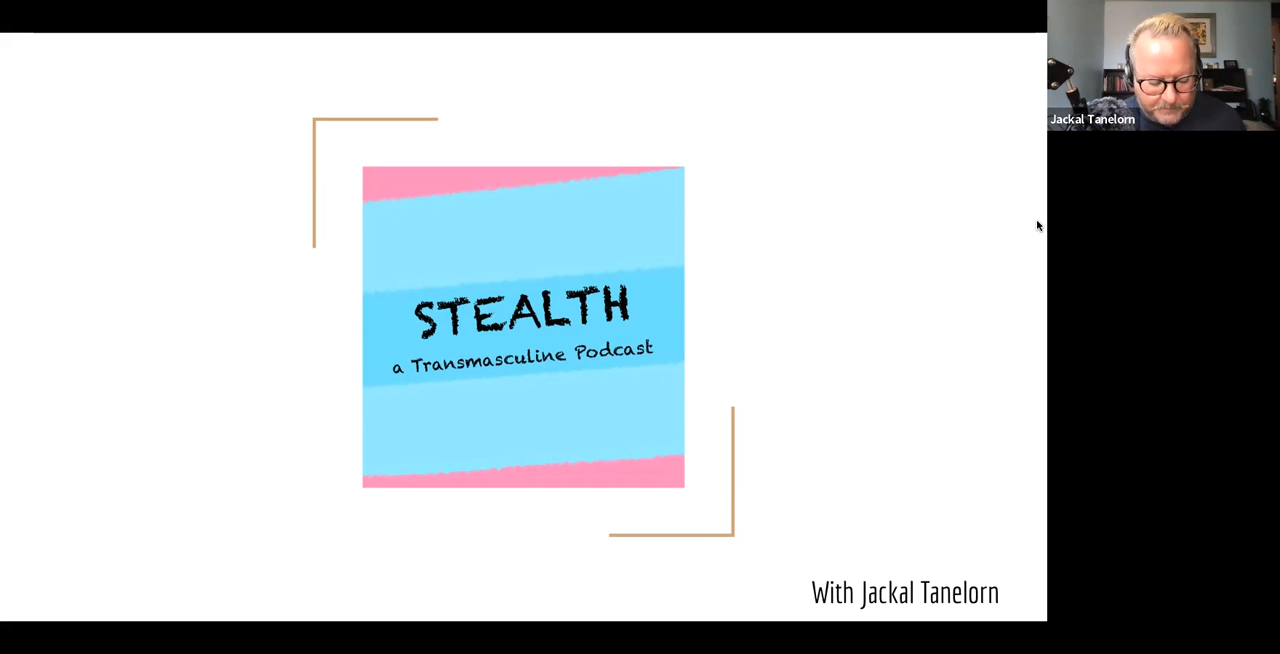 STEALTH
a Transmasculine Podcast
With Jackal Tanelorn
Jackal Tanelorn